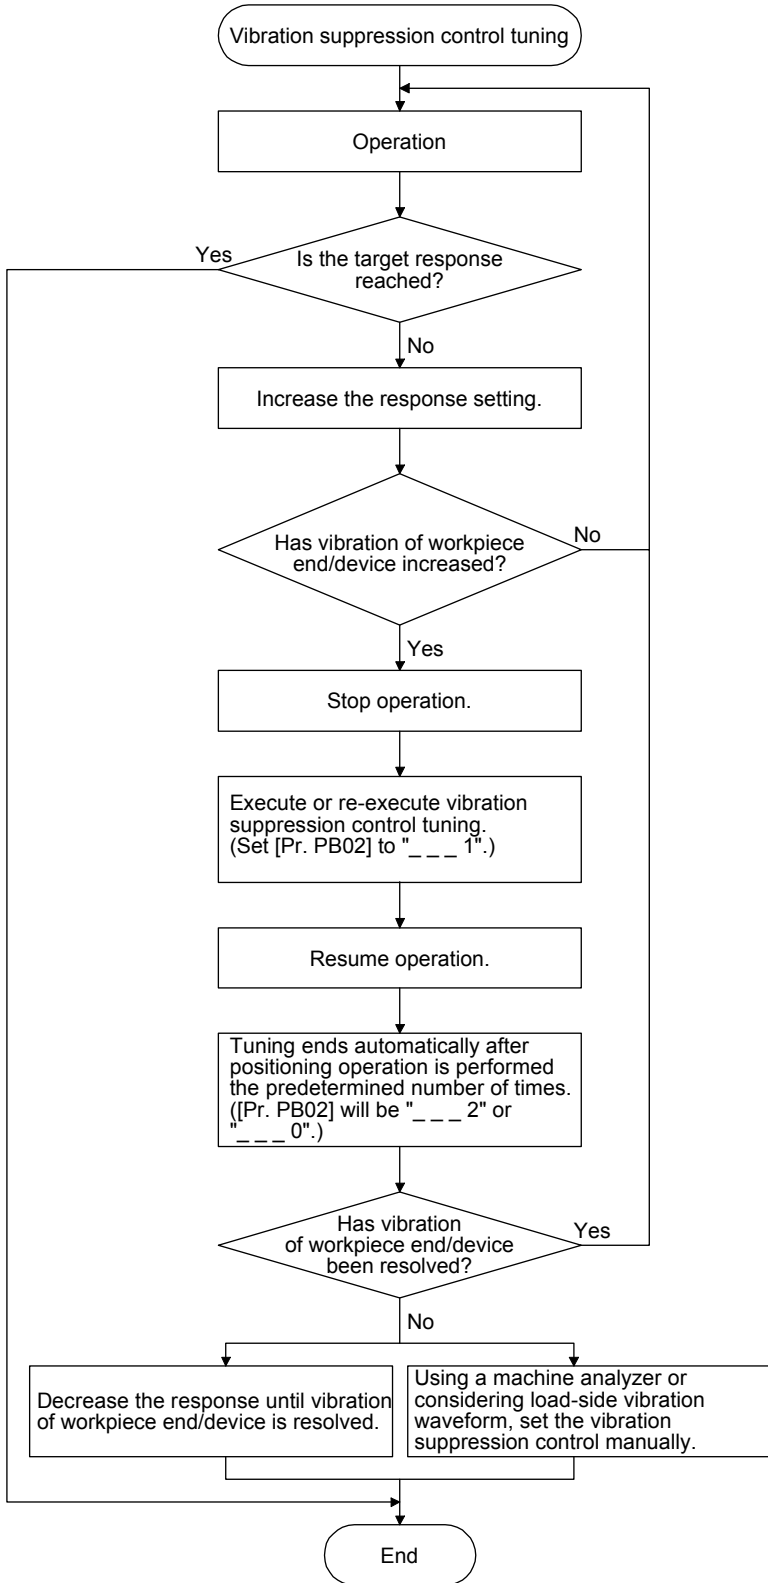 Vibration suppression control tuning
Operation
Yes
Is the target response
reached?
No
Increase the response setting.
Has vibration of workpiece
end/device increased?
No
Yes
Stop operation.
Execute or re-execute vibration
suppression control tuning.
(Set [Pr. PB02] to "_ _ _ 1".)
Resume operation.
Tuning ends automatically after
positioning operation is performed
the predetermined number of times.
([Pr. PB02] will be "_ _ _ 2" or
"_ _ _ 0".)
Has vibration
of workpiece end/device
been resolved?
Yes
No
Decrease the response until vibration
of workpiece end/device is resolved.
Using a machine analyzer or
considering load-side vibration
waveform, set the vibration
suppression control manually.
End